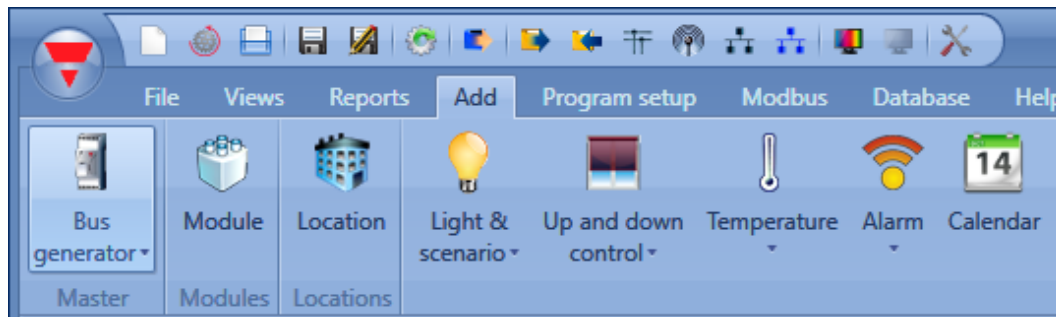 File Views Reports Add Program setup Modbus Database Help
14
Bus generator
Module
Location
Light & scenario
Up and down control
Temperature
Alarm
Calendar
Master Modules Locations